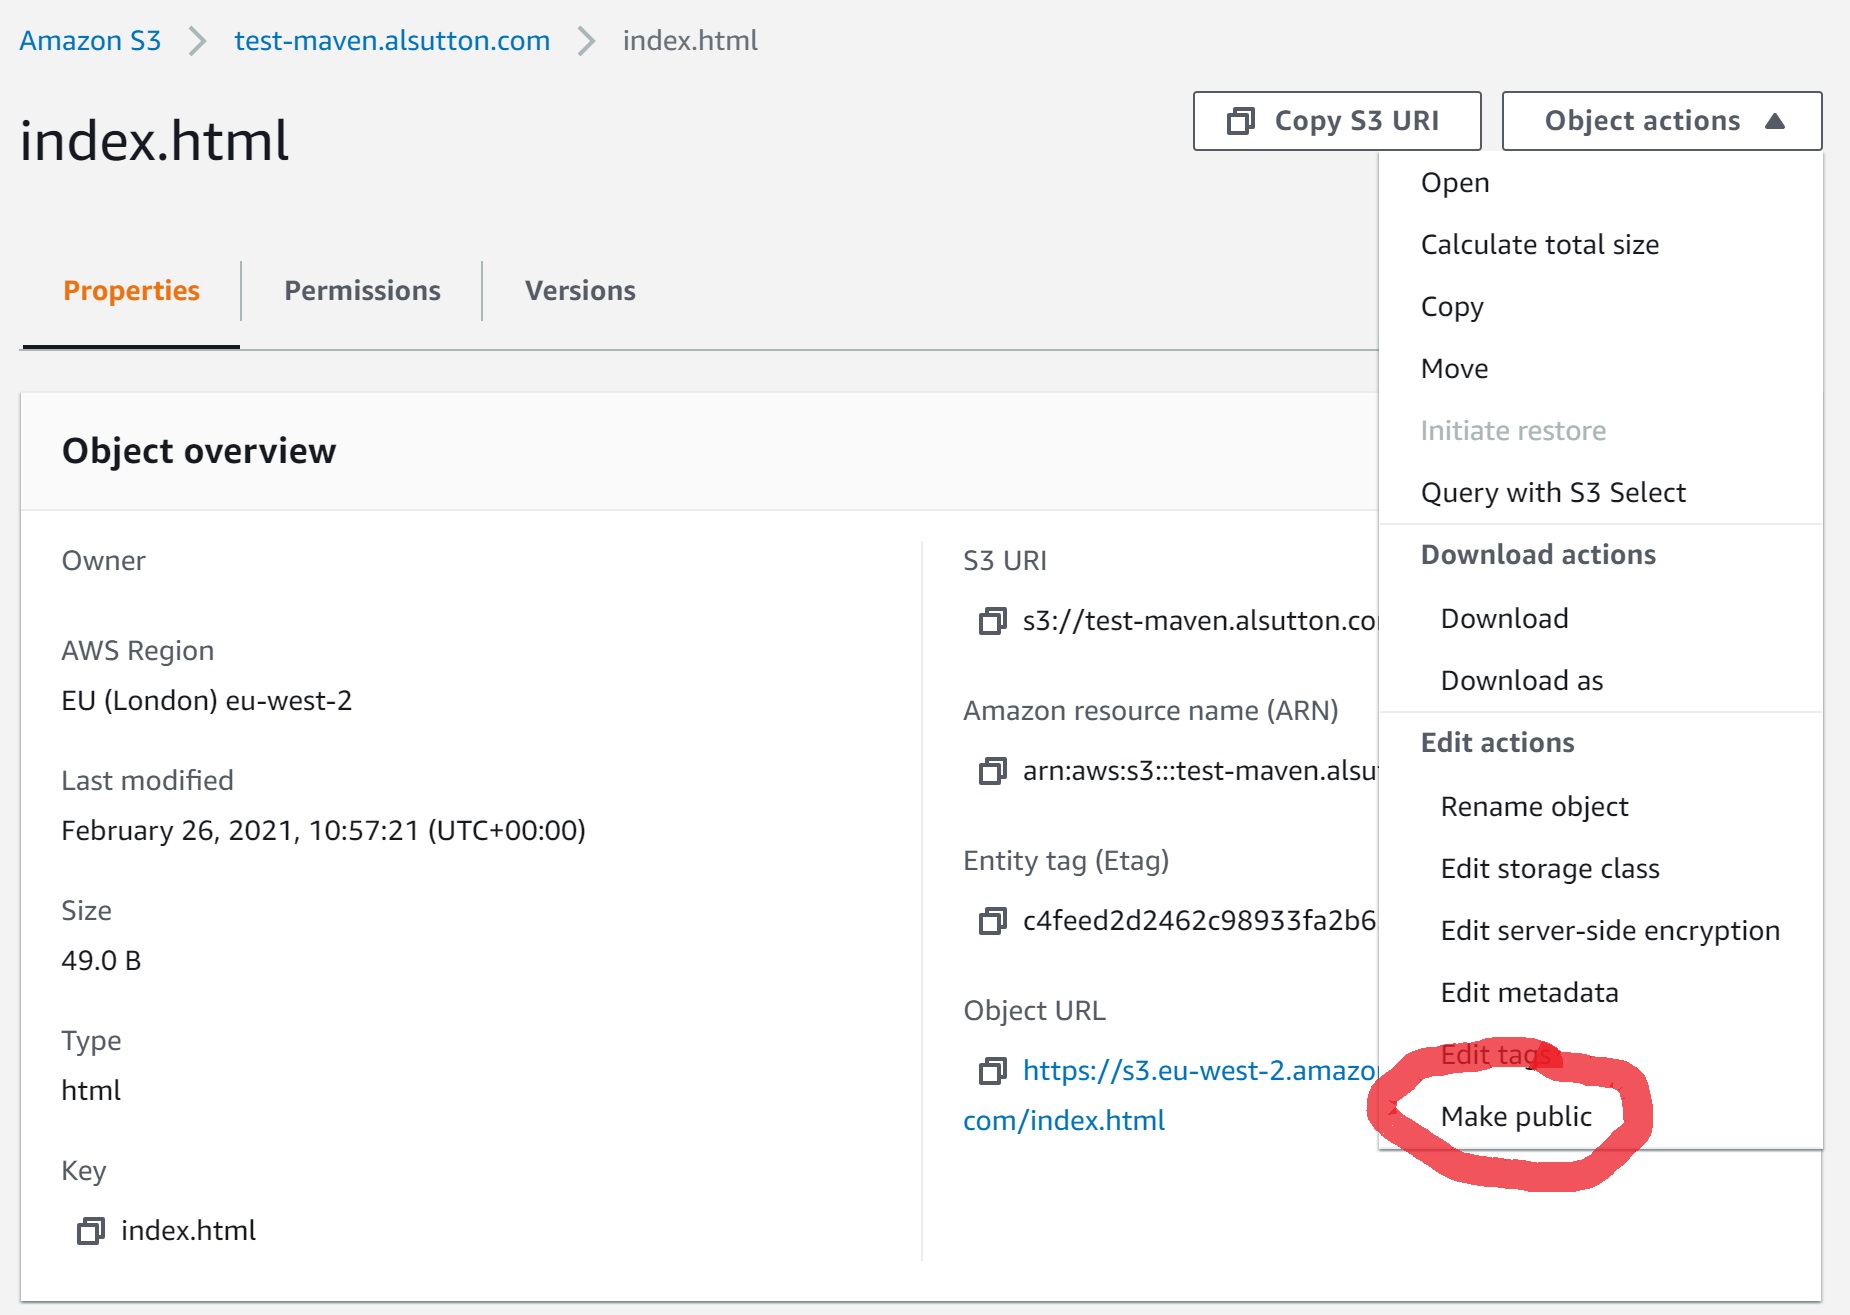 Amazon S3 > test-maven.alsutton.com > index.html
index.html
Copy S3 URI
Object actions
Open
Calculate total size
Copy
Move
Initiate restore
Query with S3 Select
Download actions
Download
Download as
Edit actions
Rename object
Edit storage class
Edit server-side encryption
Edit metadata
Edit tags
Make public
Properties
Permissions
Versions
Object overview
Owner
AWS Region
EU (London) eu-west-2
Last modified
February 26, 2021, 10:57:21 (UTC+00:00)
Size
49.0 B
Type
html
Key
index.html
S3 URI
s3://test-maven.alsutton.co
Amazon resource name (ARN)
arn:aws:s3:::test-maven.alsu
Entity tag (Etag)
c4feed2d2462c98933fa2b6
Object URL
https://s3.eu-west-2.amazo
com/index.html